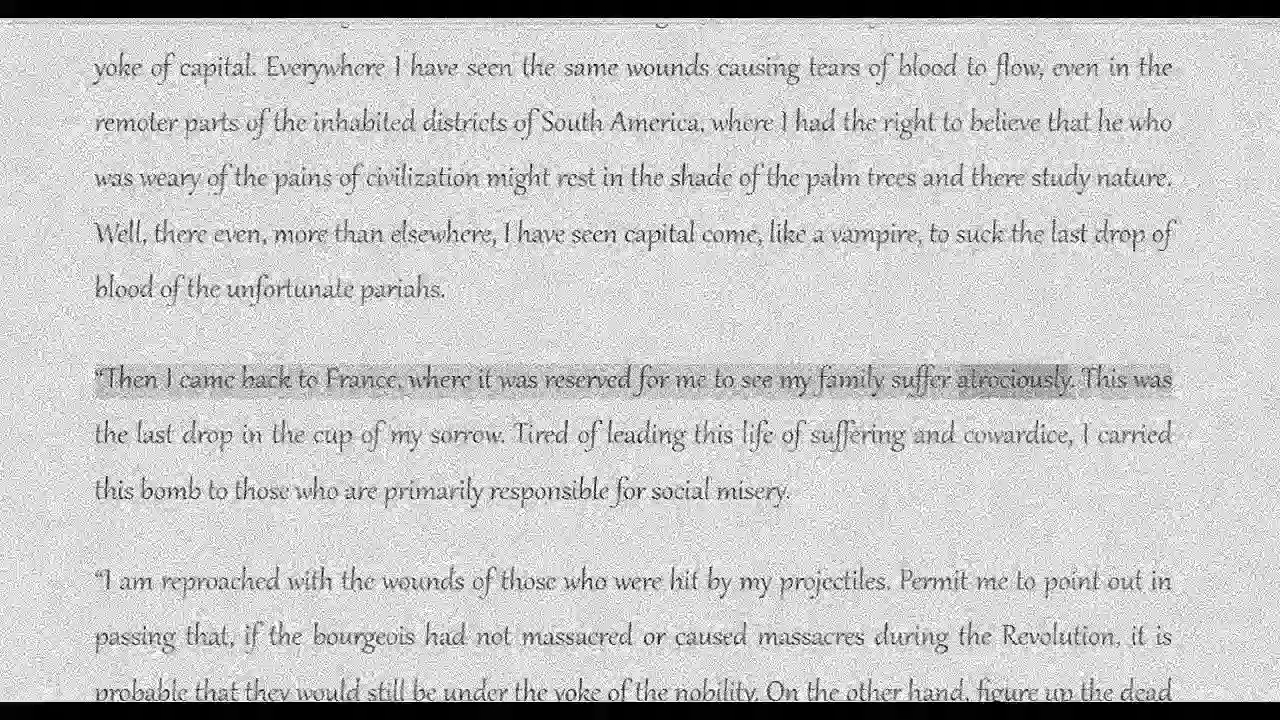 yoke of capital. Everywhere I have seen the same wounds causing tears of blood to flow, even in the
remoter parts of the inhabited districts of South America, where I had the right to believe that he who
was weary of the pains of civilization might rest in the shade of the palm trees and there study nature.
Well, there even, more than elsewhere, I have seen capital come, like a vampire, to suck the last drop of
blood of the unfortunate pariahs.
“Then I came back to France, where it was reserved for me to see my family suffer atrociously. This was
the last drop in the cup of my sorrow. Tired of leading this life of suffering and cowardice, I carried
this bomb to those who are primarily responsible for social misery.
“I am reproached with the wounds of those who were hit by my projectiles. Permit me to point out in
passing that, if the bourgeois had not massacred or caused massacres during the Revolution, it is
probable that they would still be under the yoke of the nobility. On the other hand, figure up the dead